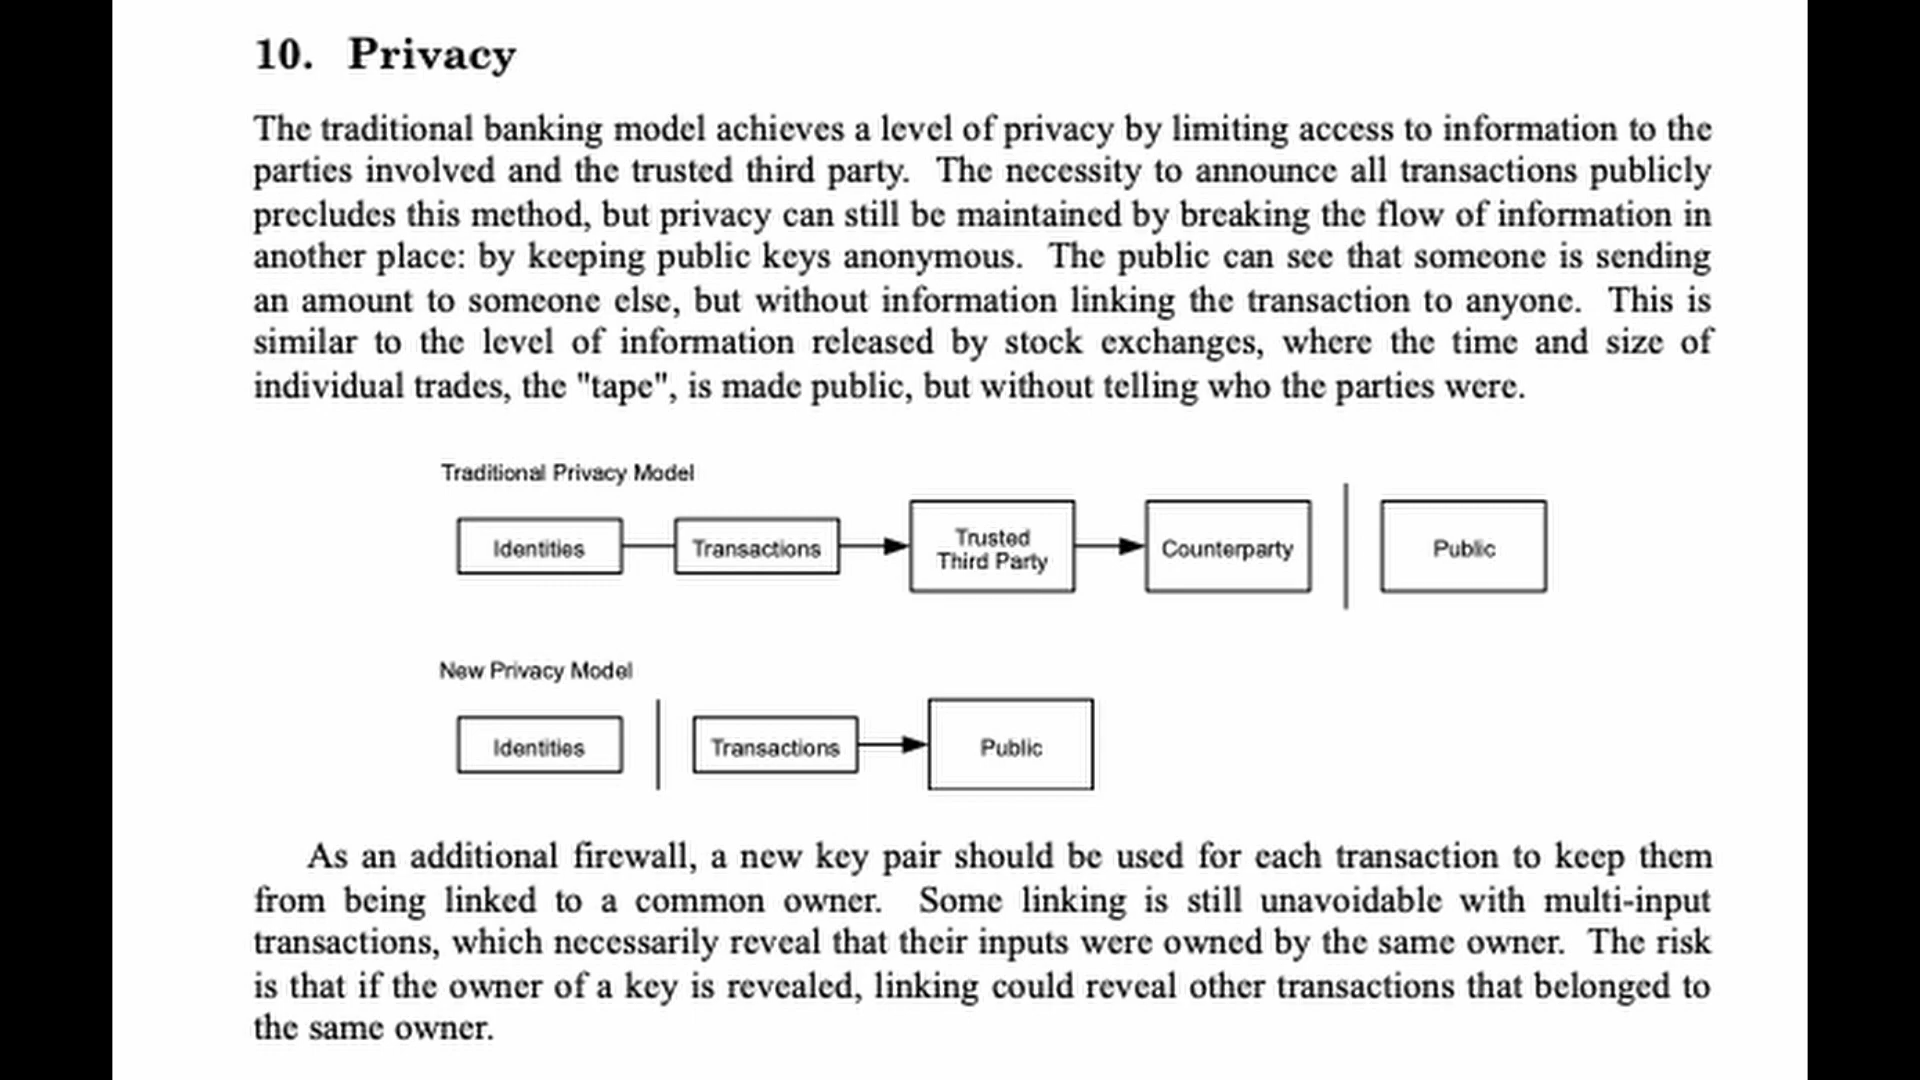 10. Privacy
The traditional banking model achieves a level of privacy by limiting access to information to the
parties involved and the trusted third party. The necessity to announce all transactions publicly
precludes this method, but privacy can still be maintained by breaking the flow of information in
another place: by keeping public keys anonymous. The public can see that someone is sending
an amount to someone else, but without information linking the transaction to anyone. This is
similar to the level of information released by stock exchanges, where the time and size of
individual trades, the "tape", is made public, but without telling who the parties were.
Traditional Privacy Model
Identities
Transactions
Trusted
Third Party
Counterparty
Public
New Privacy Model
Identities
Transactions
Public
As an additional firewall, a new key pair should be used for each transaction to keep them
from being linked to a common owner. Some linking is still unavoidable with multi-input
transactions, which necessarily reveal that their inputs were owned by the same owner. The risk
is that if the owner of a key is revealed, linking could reveal other transactions that belonged to
the same owner.